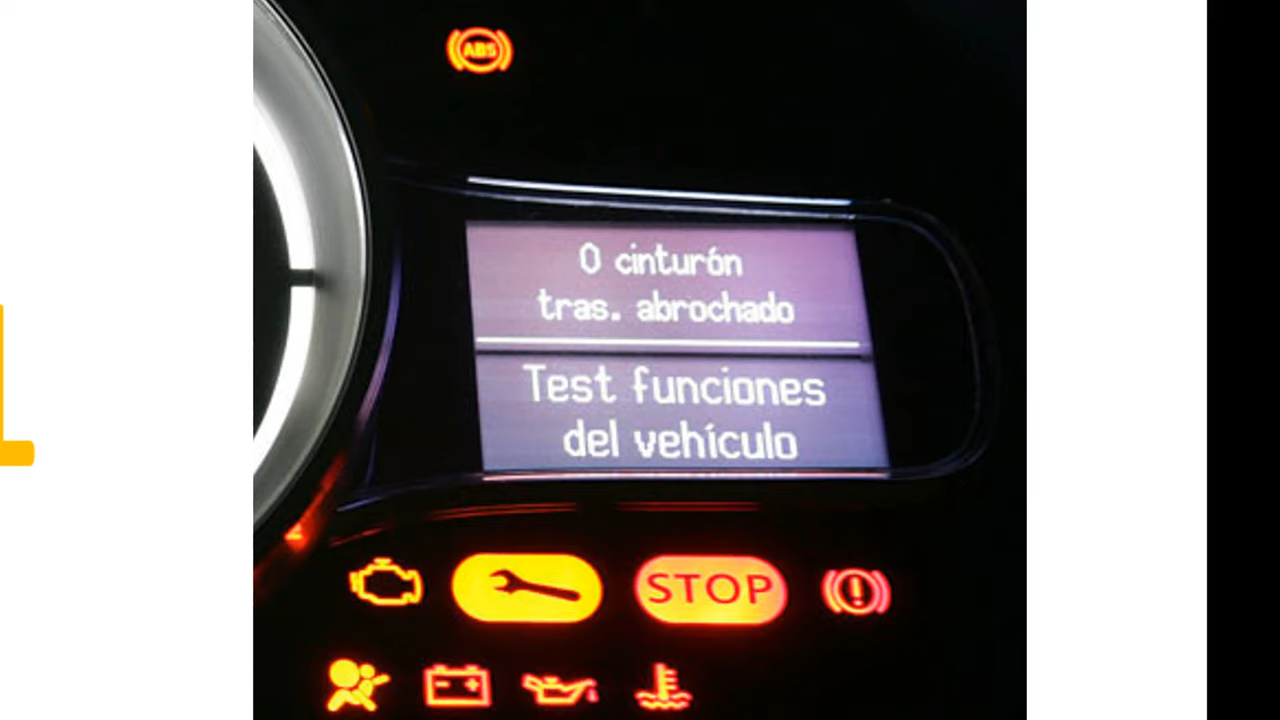 ABS
0 cinturón
tras. abrochado
Test funciones
del vehículo
STOP